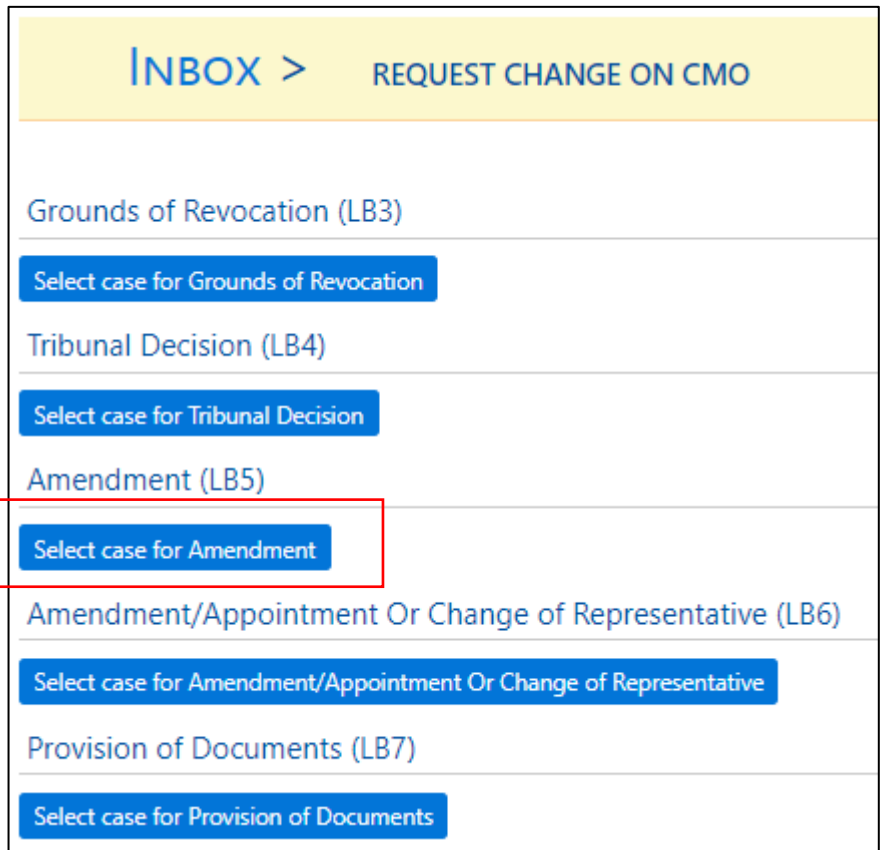 INBOX > REQUEST CHANGE ON CMO
Grounds of Revocation (LB3)
Select case for Grounds of Revocation
Tribunal Decision (LB4)
Select case for Tribunal Decision
Amendment (LB5)
Select case for Amendment
Amendment/Appointment Or Change of Representative (LB6)
Select case for Amendment/Appointment Or Change of Representative
Provision of Documents (LB7)
Select case for Provision of Documents